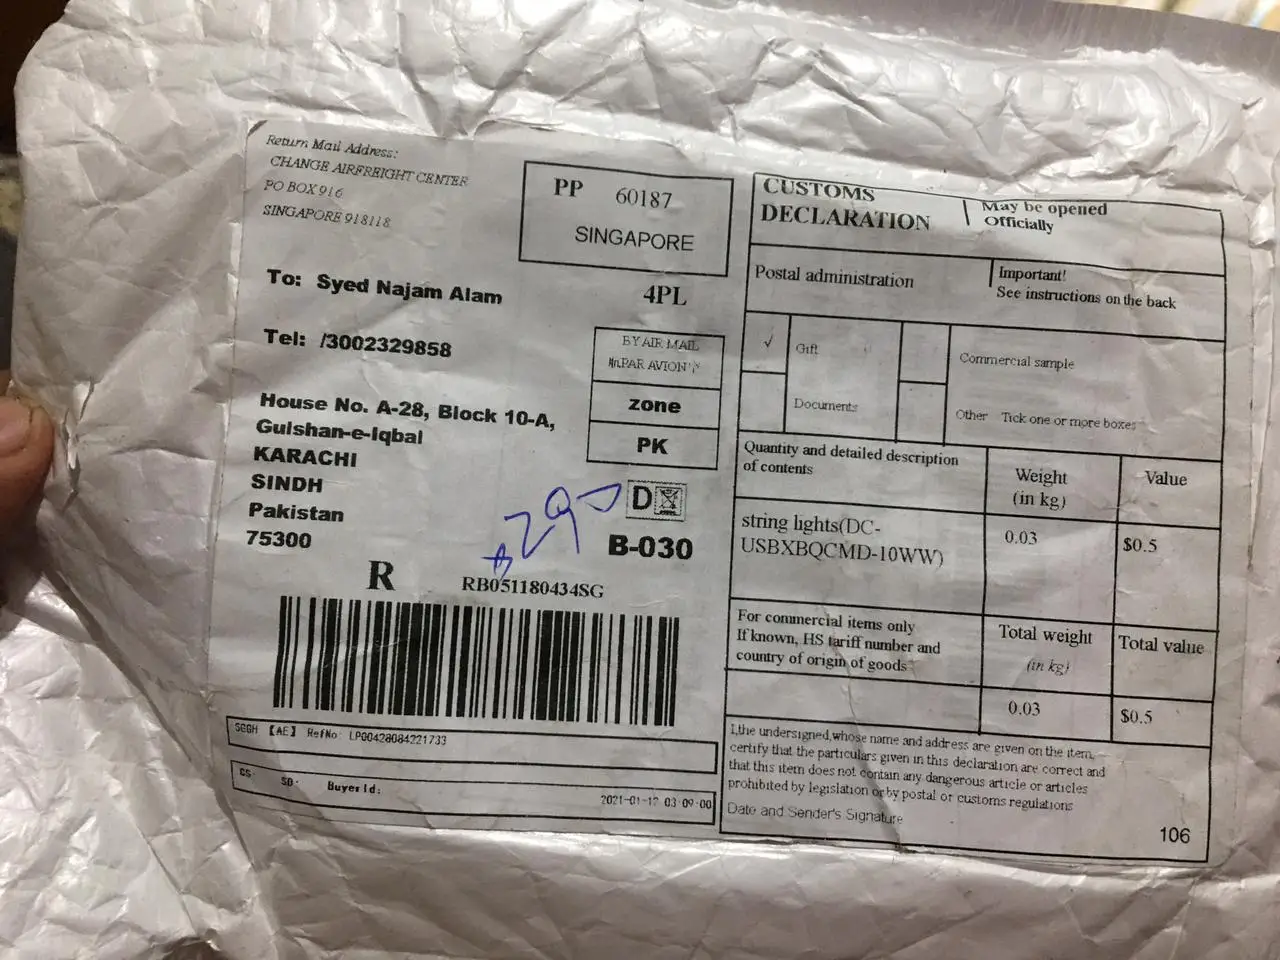 Return Mail Address:
CHANGE AIRFREIGHT CENTER
PO BOX 916
SINGAPORE 918118
PP 60187
SINGAPORE
4PL
To: Syed Najam Alam
Tel: /3002329858
BY AIR MAIL
PAR AVION
zone
PK
House No. A-28, Block 10-A,
Gulshan-e-Iqbal
KARACHI
SINDH
Pakistan
75300
D
B-030
R
RB051180434SG
SGGH 【AE】 RefNo: LP00428084221733
CS: SD: Buyer Id:
2021-01-17 03:09:00
CUSTOMS
DECLARATION
May be opened
Officially
Postal administration
Important!
See instructions on the back
√ Gift
Commercial sample
Documents
Other Tick one or more boxes
Quantity and detailed description
of contents
Weight
(in kg)
Value
string lights(DC-
USBXBQCMD-10WW)
0.03
$0.5
For commercial items only
If known, HS tariff number and
country of origin of goods
Total weight
(in kg)
Total value
0.03
$0.5
I,the undersigned,whose name and address are given on the item,
certify that the particulars given in this declaration are correct and
that this item does not contain any dangerous article or articles
prohibited by legislation or by postal or customs regulations
Date and Sender's Signature
106